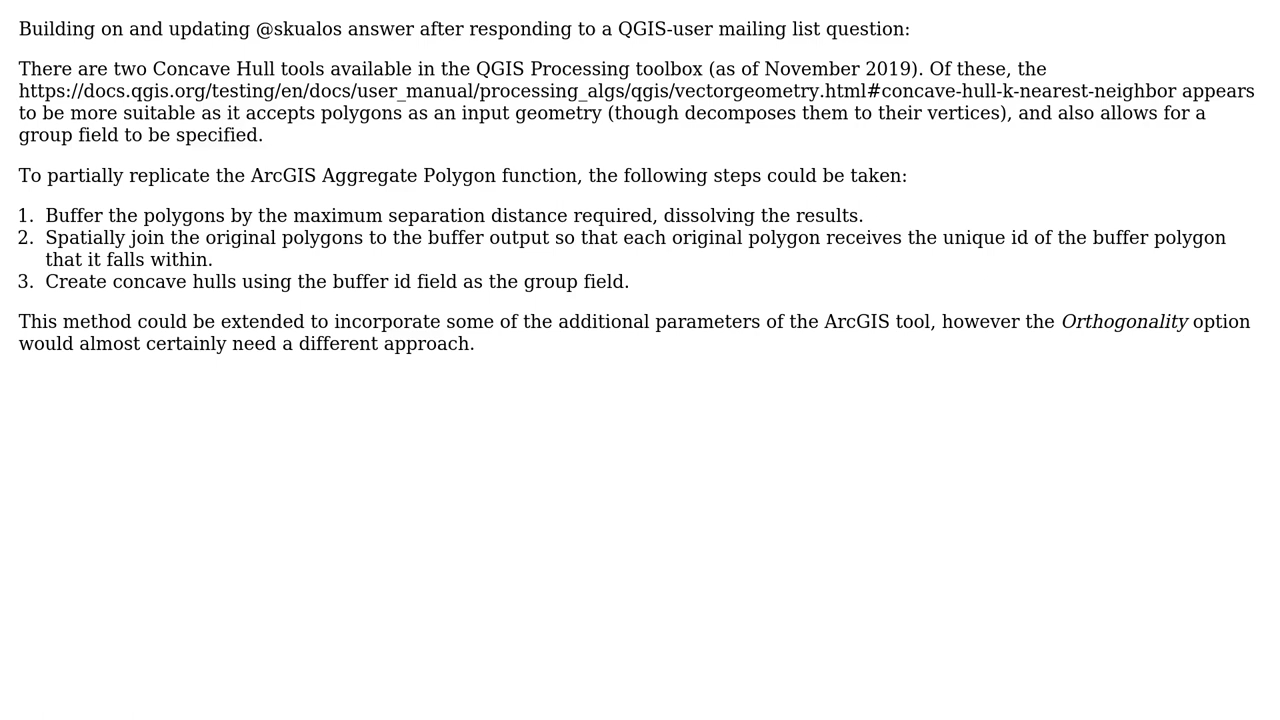 Building on and updating @skualos answer after responding to a QGIS-user mailing list question:
There are two Concave Hull tools available in the QGIS Processing toolbox (as of November 2019). Of these, the
https://docs.qgis.org/testing/en/docs/user_manual/processing_algs/qgis/vectorgeometry.html#concave-hull-k-nearest-neighbor appears
to be more suitable as it accepts polygons as an input geometry (though decomposes them to their vertices), and also allows for a
group field to be specified.
To partially replicate the ArcGIS Aggregate Polygon function, the following steps could be taken:
1. Buffer the polygons by the maximum separation distance required, dissolving the results.
2. Spatially join the original polygons to the buffer output so that each original polygon receives the unique id of the buffer polygon
that it falls within.
3. Create concave hulls using the buffer id field as the group field.
This method could be extended to incorporate some of the additional parameters of the ArcGIS tool, however the Orthogonality option
would almost certainly need a different approach.